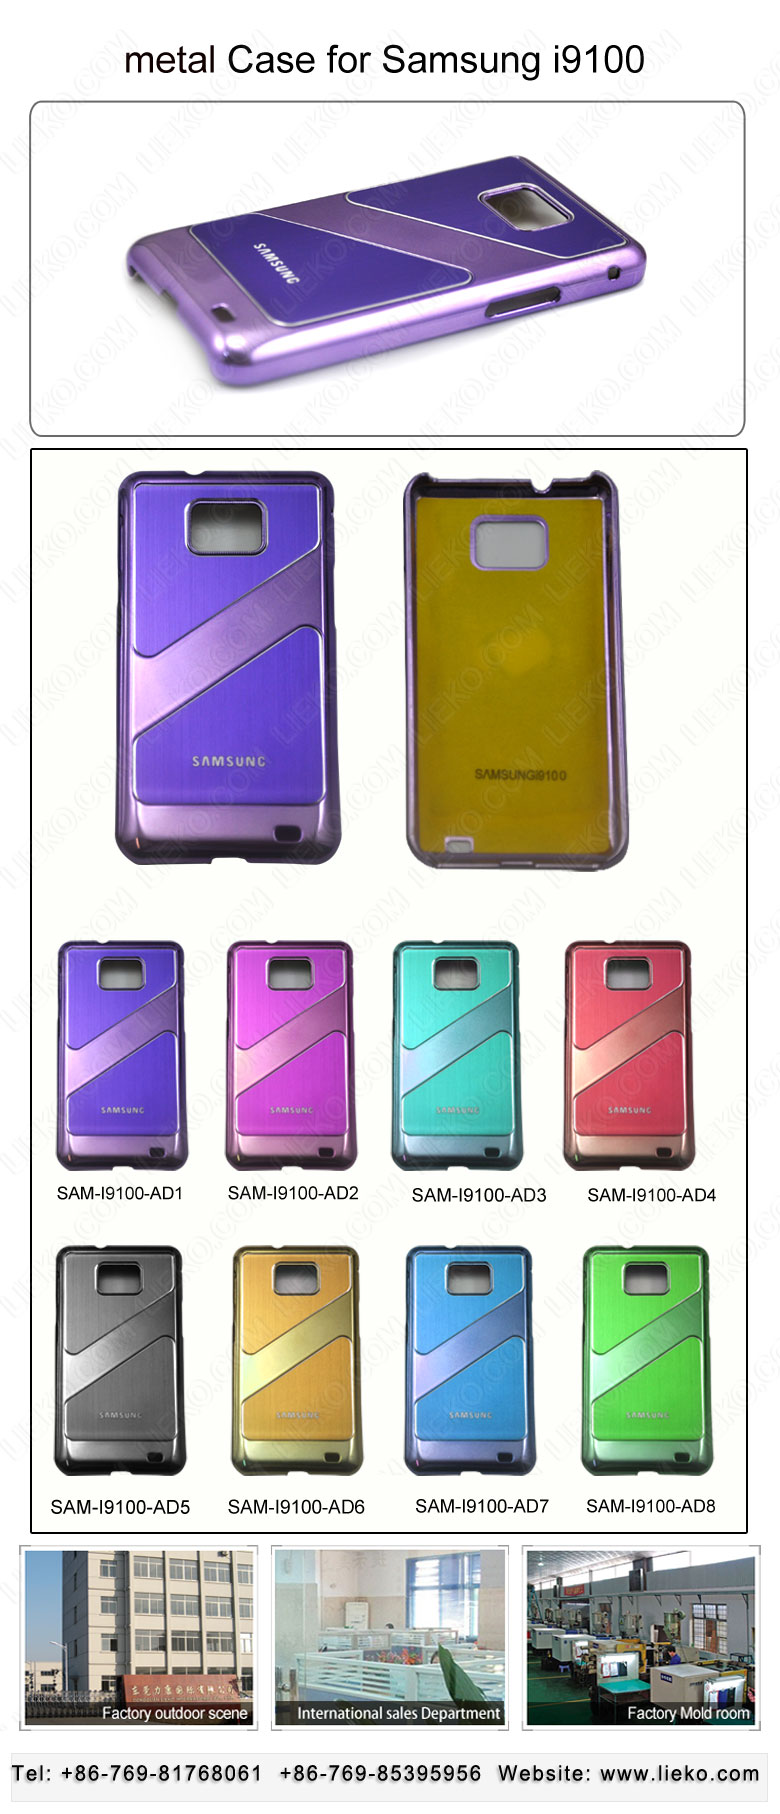 metal Case for Samsung i9100
SAMSUNG
SAMSUNG
SAMSUNGI9100
SAMSUNG
SAMSUNG
SAMSUNG
SAMSUNG
SAM-I9100-AD1
SAM-I9100-AD2
SAM-I9100-AD3
SAM-I9100-AD4
SAMSUNG
SAMSUNG
SAMSUNG
SAMSUNG
SAM-I9100-AD5
SAM-I9100-AD6
SAM-I9100-AD7
SAM-I9100-AD8
Factory outdoor scene
International sales Department
Factory Mold room
Tel: +86-769-81768061 +86-769-85395956 Website: www.lieko.com
LIEKO.COM